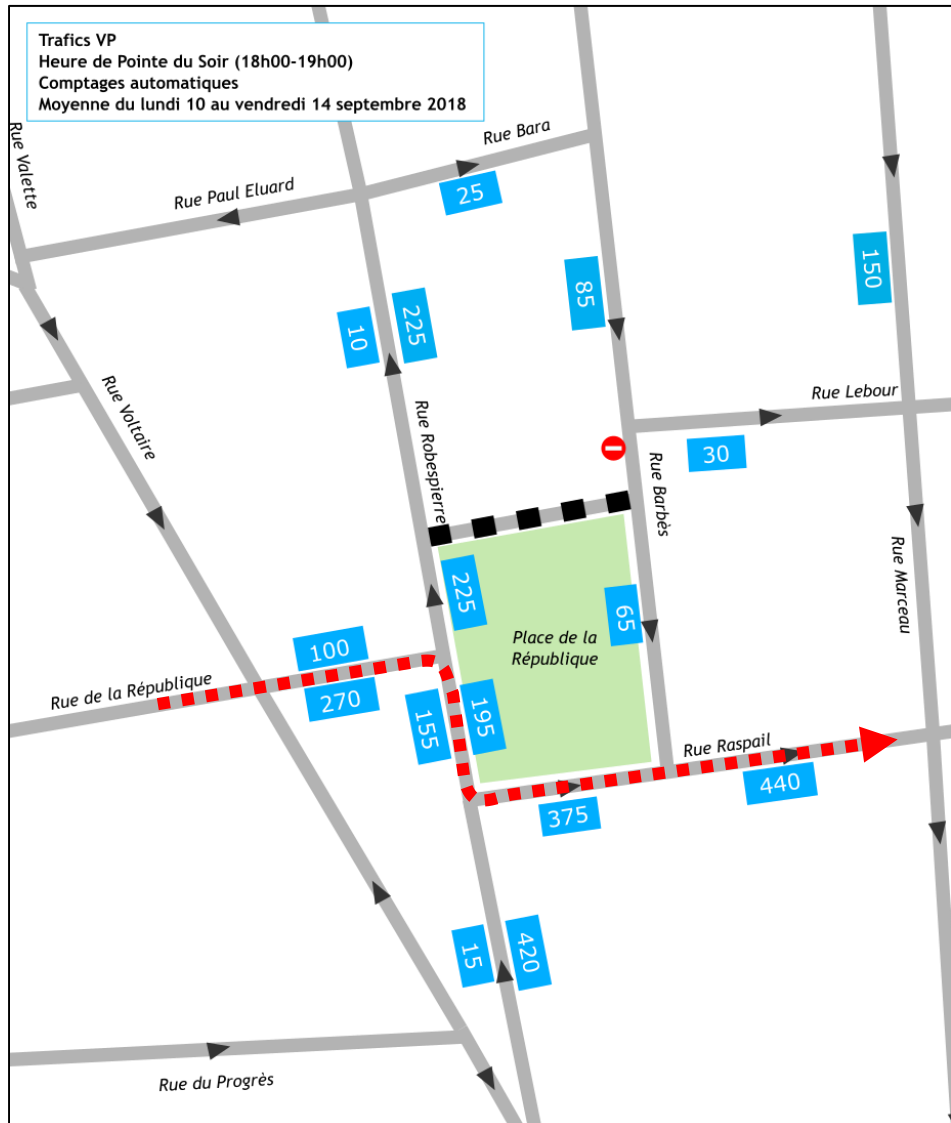 Trafics VP
Heure de Pointe du Soir (18h00-19h00)
Comptages automatiques
Moyenne du lundi 10 au vendredi 14 septembre 2018
Rue Valette
Rue Bara
Rue Paul Eluard
25
150
85
10
225
Rue Voltaire
Rue Lebour
Rue Robespierre
30
Rue Barbès
Rue Marceau
225
65
Place de la
République
100
Rue de la République
270
155
195
Rue Raspail
440
375
15
420
Rue du Progrès